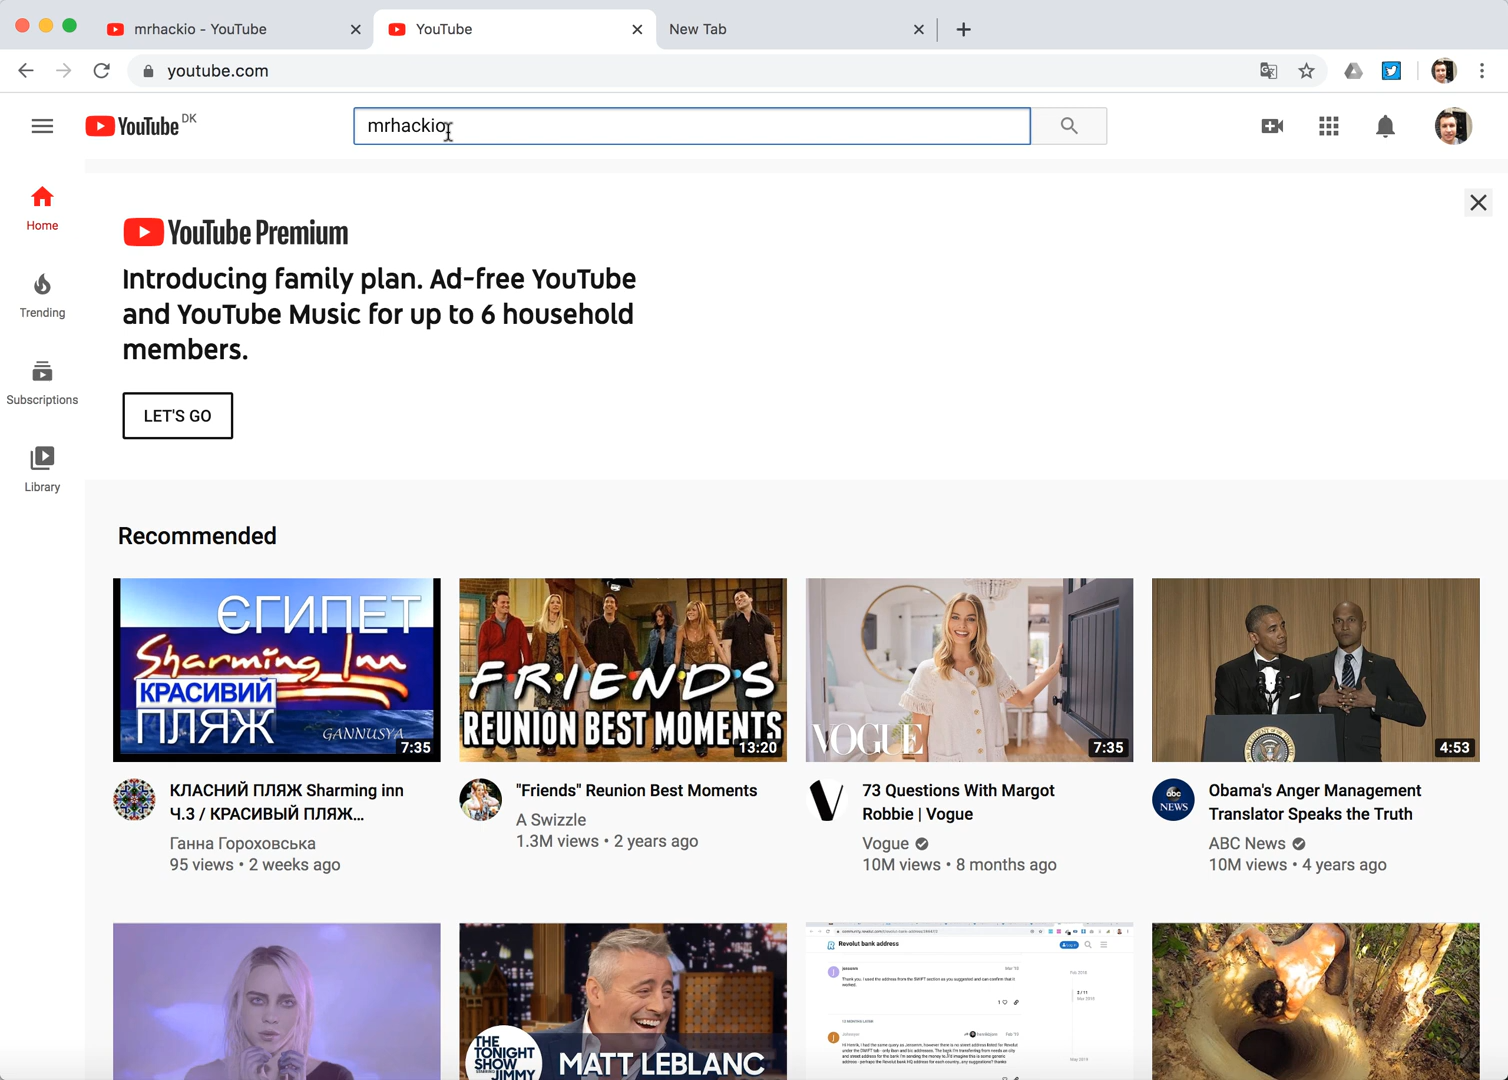 mrhackio - YouTube
YouTube
New Tab
youtube.com
YouTube DK
mrhackio
Home
Trending
Subscriptions
Library
YouTube Premium
Introducing family plan. Ad-free YouTube
and YouTube Music for up to 6 household
members.
LET'S GO
Recommended
ЄГИПЕТ
Sharming Inn
КРАСИВИЙ
ПЛЯЖ
GANNUSYA
7:35
FRIENDS
REUNION BEST MOMENTS
13:20
VOGUE
7:35
4:53
КЛАСНИЙ ПЛЯЖ Sharming inn
Ч.3 / КРАСИВЫЙ ПЛЯЖ...
Ганна Гороховська
95 views • 2 weeks ago
"Friends" Reunion Best Moments
A Swizzle
1.3M views • 2 years ago
73 Questions With Margot
Robbie | Vogue
Vogue
10M views • 8 months ago
abc
NEWS
Obama's Anger Management
Translator Speaks the Truth
ABC News
10M views • 4 years ago
THE
TONIGHT
SHOW
JIMMY
MATT LEBLANC
Revolut bank address